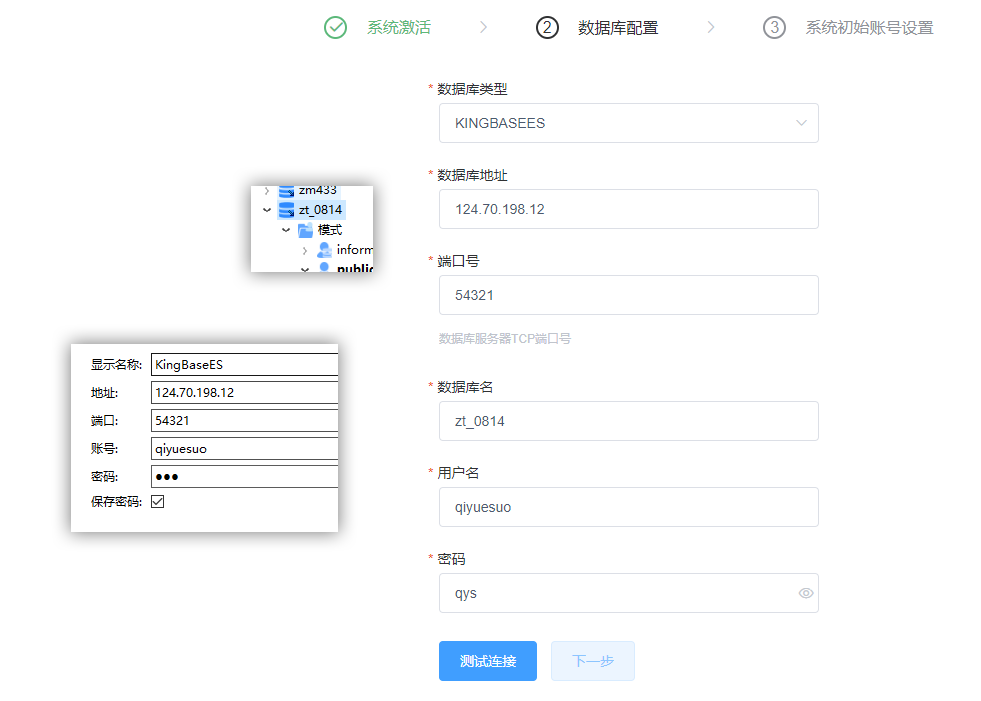 系统激活
2 数据库配置
3 系统初始账号设置
* 数据库类型
KINGBASEES
* 数据库地址
124.70.198.12
* 端口号
54321
数据库服务器TCP端口号
* 数据库名
zt_0814
* 用户名
qiyuesuo
* 密码
qys
测试连接
下一步
zm433
zt_0814
模式
inform
public
显示名称: KingBaseES
地址: 124.70.198.12
端口: 54321
账号: qiyuesuo
密码: ●●●
保存密码: